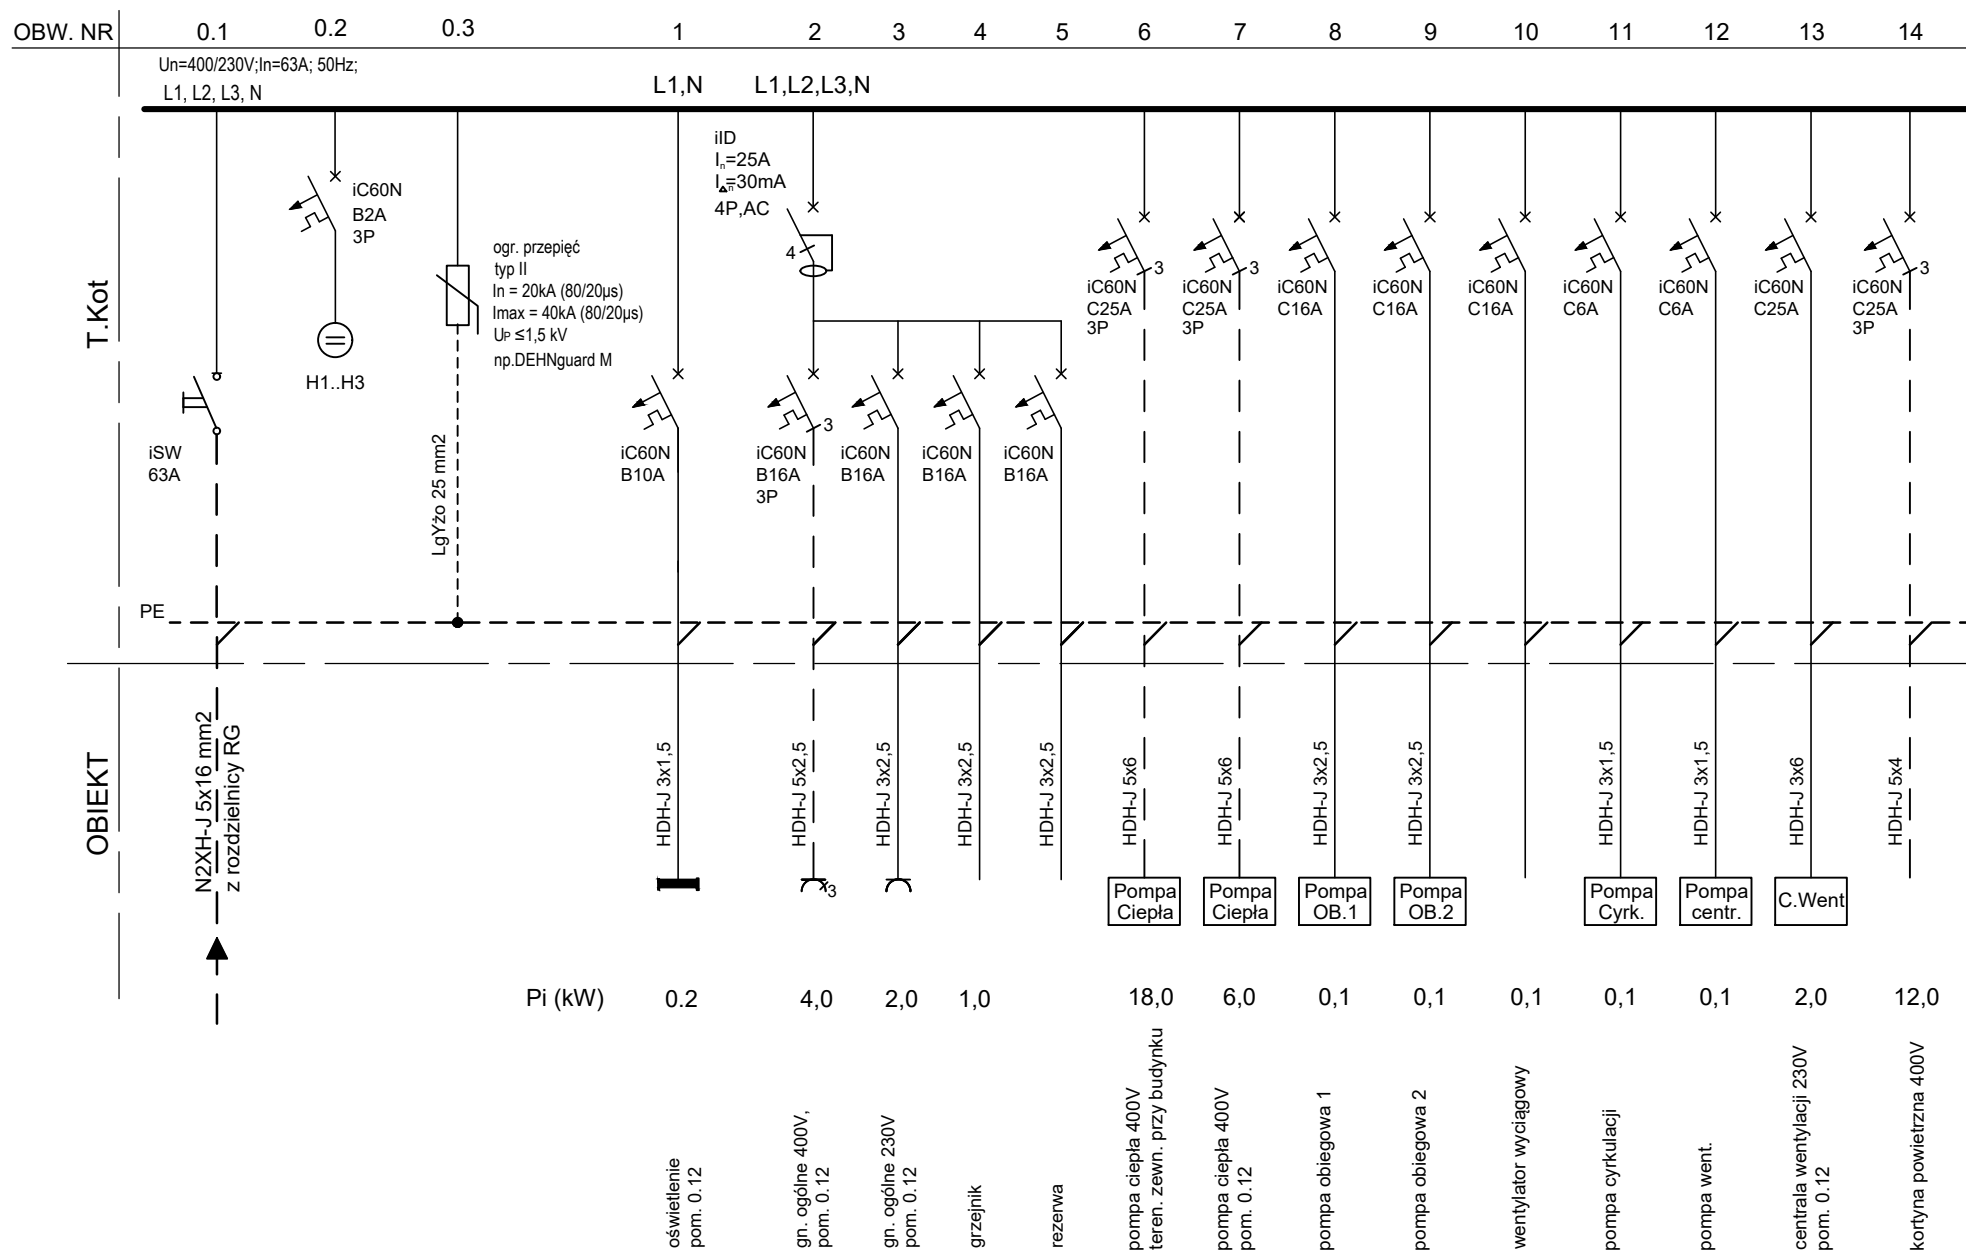 OBW. NR 0.1 0.2 0.3 1 2 3 4 5 6 7 8 9 10 11 12 13 14
Un=400/230V;In=63A; 50Hz;
L1, L2, L3, N
L1,N
L1,L2,L3,N
T.Kot
iC60N
B2A
3P
H1..H3
ogr. przepięć
typ II
In = 20kA (80/20µs)
Imax = 40kA (80/20µs)
UP ≤1,5 kV
np.DEHNguard M
LgYżo 25 mm2
iSW
63A
iID
In=25A
I∆n=30mA
4P,AC
4
iC60N
B10A
3
iC60N
B16A
3P
iC60N
B16A
iC60N
B16A
iC60N
B16A
3
iC60N
C25A
3P
3
iC60N
C25A
3P
iC60N
C16A
iC60N
C16A
iC60N
C16A
iC60N
C6A
iC60N
C6A
iC60N
C25A
3
iC60N
C25A
3P
PE
OBIEKT
N2XH-J 5x16 mm2
z rozdzielnicy RG
HDH-J 3x1,5
HDH-J 5x2,5
HDH-J 3x2,5
HDH-J 3x2,5
HDH-J 3x2,5
HDH-J 5x6
HDH-J 5x6
HDH-J 3x2,5
HDH-J 3x2,5
HDH-J 3x1,5
HDH-J 3x1,5
HDH-J 3x6
HDH-J 5x4
x3
Pompa
Ciepła
Pompa
Ciepła
Pompa
OB.1
Pompa
OB.2
Pompa
Cyrk.
Pompa
centr.
C.Went
Pi (kW) 0.2 4,0 2,0 1,0 18,0 6,0 0,1 0,1 0,1 0,1 0,1 2,0 12,0
oświetlenie
pom. 0.12
gn. ogólne 400V,
pom. 0.12
gn. ogólne 230V
pom. 0.12
grzejnik
rezerwa
pompa ciepła 400V
teren. zewn. przy budynku
pompa ciepła 400V
pom. 0.12
pompa obiegowa 1
pompa obiegowa 2
wentylator wyciągowy
pompa cyrkulacji
pompa went.
centrala wentylacji 230V
pom. 0.12
kortyna powietrzna 400V